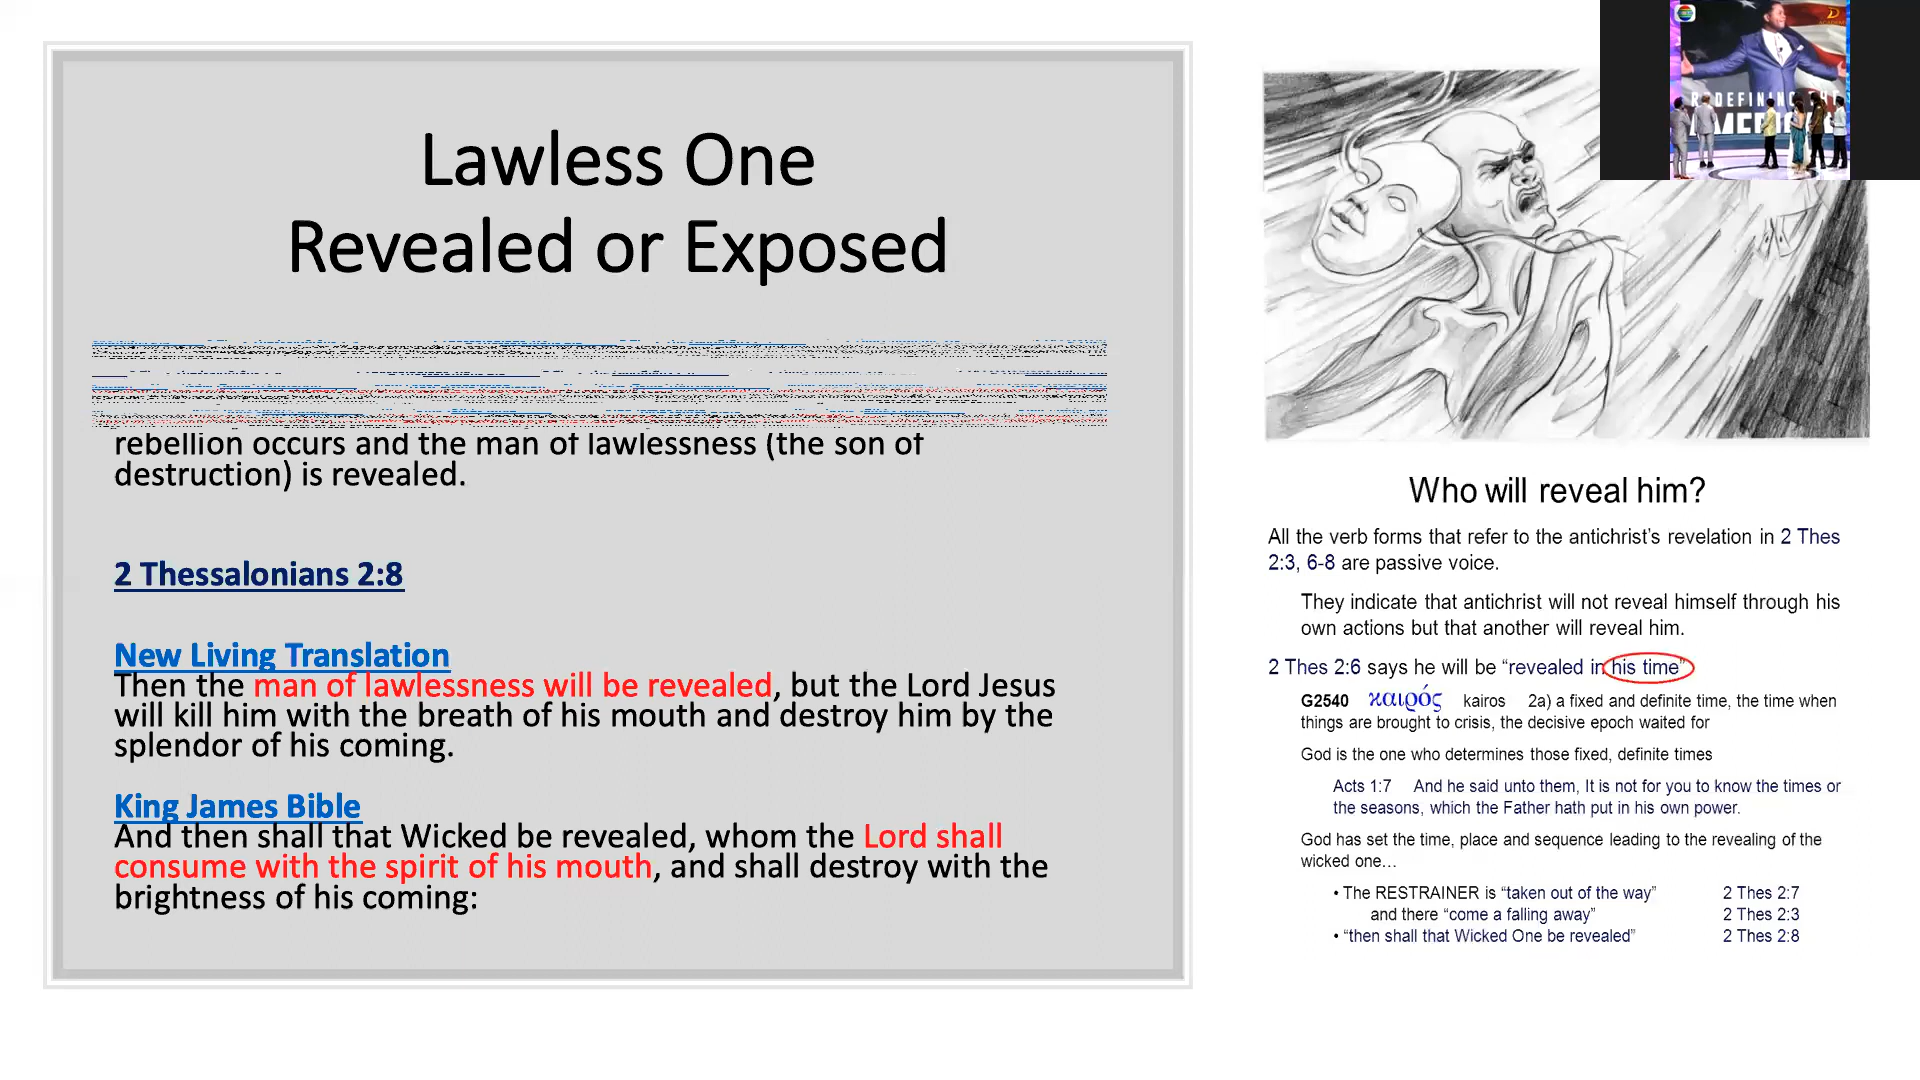 Lawless One
Revealed or Exposed
rebellion occurs and the man of lawlessness (the son of
destruction) is revealed.
2 Thessalonians 2:8
New Living Translation
Then the man of lawlessness will be revealed, but the Lord Jesus
will kill him with the breath of his mouth and destroy him by the
splendor of his coming.
King James Bible
And then shall that Wicked be revealed, whom the Lord shall
consume with the spirit of his mouth, and shall destroy with the
brightness of his coming:
REDEFINING THE
Who will reveal him?
All the verb forms that refer to the antichrist's revelation in 2 Thes
2:3, 6-8 are passive voice.
They indicate that antichrist will not reveal himself through his
own actions but that another will reveal him.
2 Thes 2:6 says he will be “revealed in his time”
G2540 καιρός kairos 2a) a fixed and definite time, the time when
things are brought to crisis, the decisive epoch waited for
God is the one who determines those fixed, definite times
Acts 1:7 And he said unto them, It is not for you to know the times or
the seasons, which the Father hath put in his own power.
God has set the time, place and sequence leading to the revealing of the
wicked one…
• The RESTRAINER is “taken out of the way” 2 Thes 2:7
and there “come a falling away” 2 Thes 2:3
• “then shall that Wicked One be revealed” 2 Thes 2:8